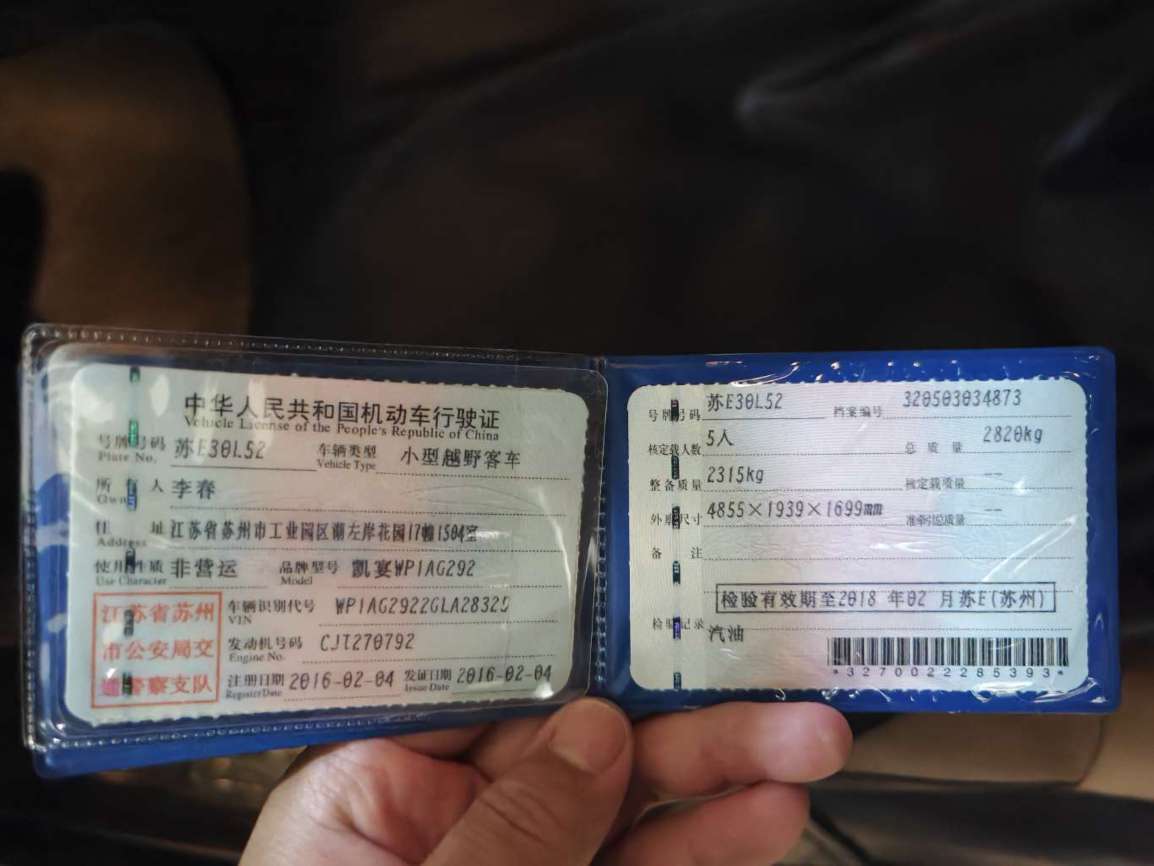 中华人民共和国机动车行驶证
Vehicle License of the People's Republic of China
号牌号码 苏E30L52 车辆类型 小型越野客车
Plate No. Vehicle Type
所有人 李春
Owner
住址 江苏省苏州市工业园区湖左岸花园17幢1504室
Address
使用性质 非营运 品牌型号 凱宴WP1AG292
Use Character Model
江苏省苏州
市公安局交
通警察支队
车辆识别代号 WP1AG2922GLA28325
VIN
发动机号码 CJT270792
Engine No.
注册日期 2016-02-04 发证日期 2016-02-04
Register Date Issue Date
号牌号码 苏E30L52 档案编号 320503034873
核定载人数 5人 总质量 2820kg
整备质量 2315kg 核定载质量 --
外廓尺寸 4855×1939×1699mm 准牵引总质量 --
备注
检验有效期至2018年02月苏E(苏州)
检验记录
汽油
*3270022285393*